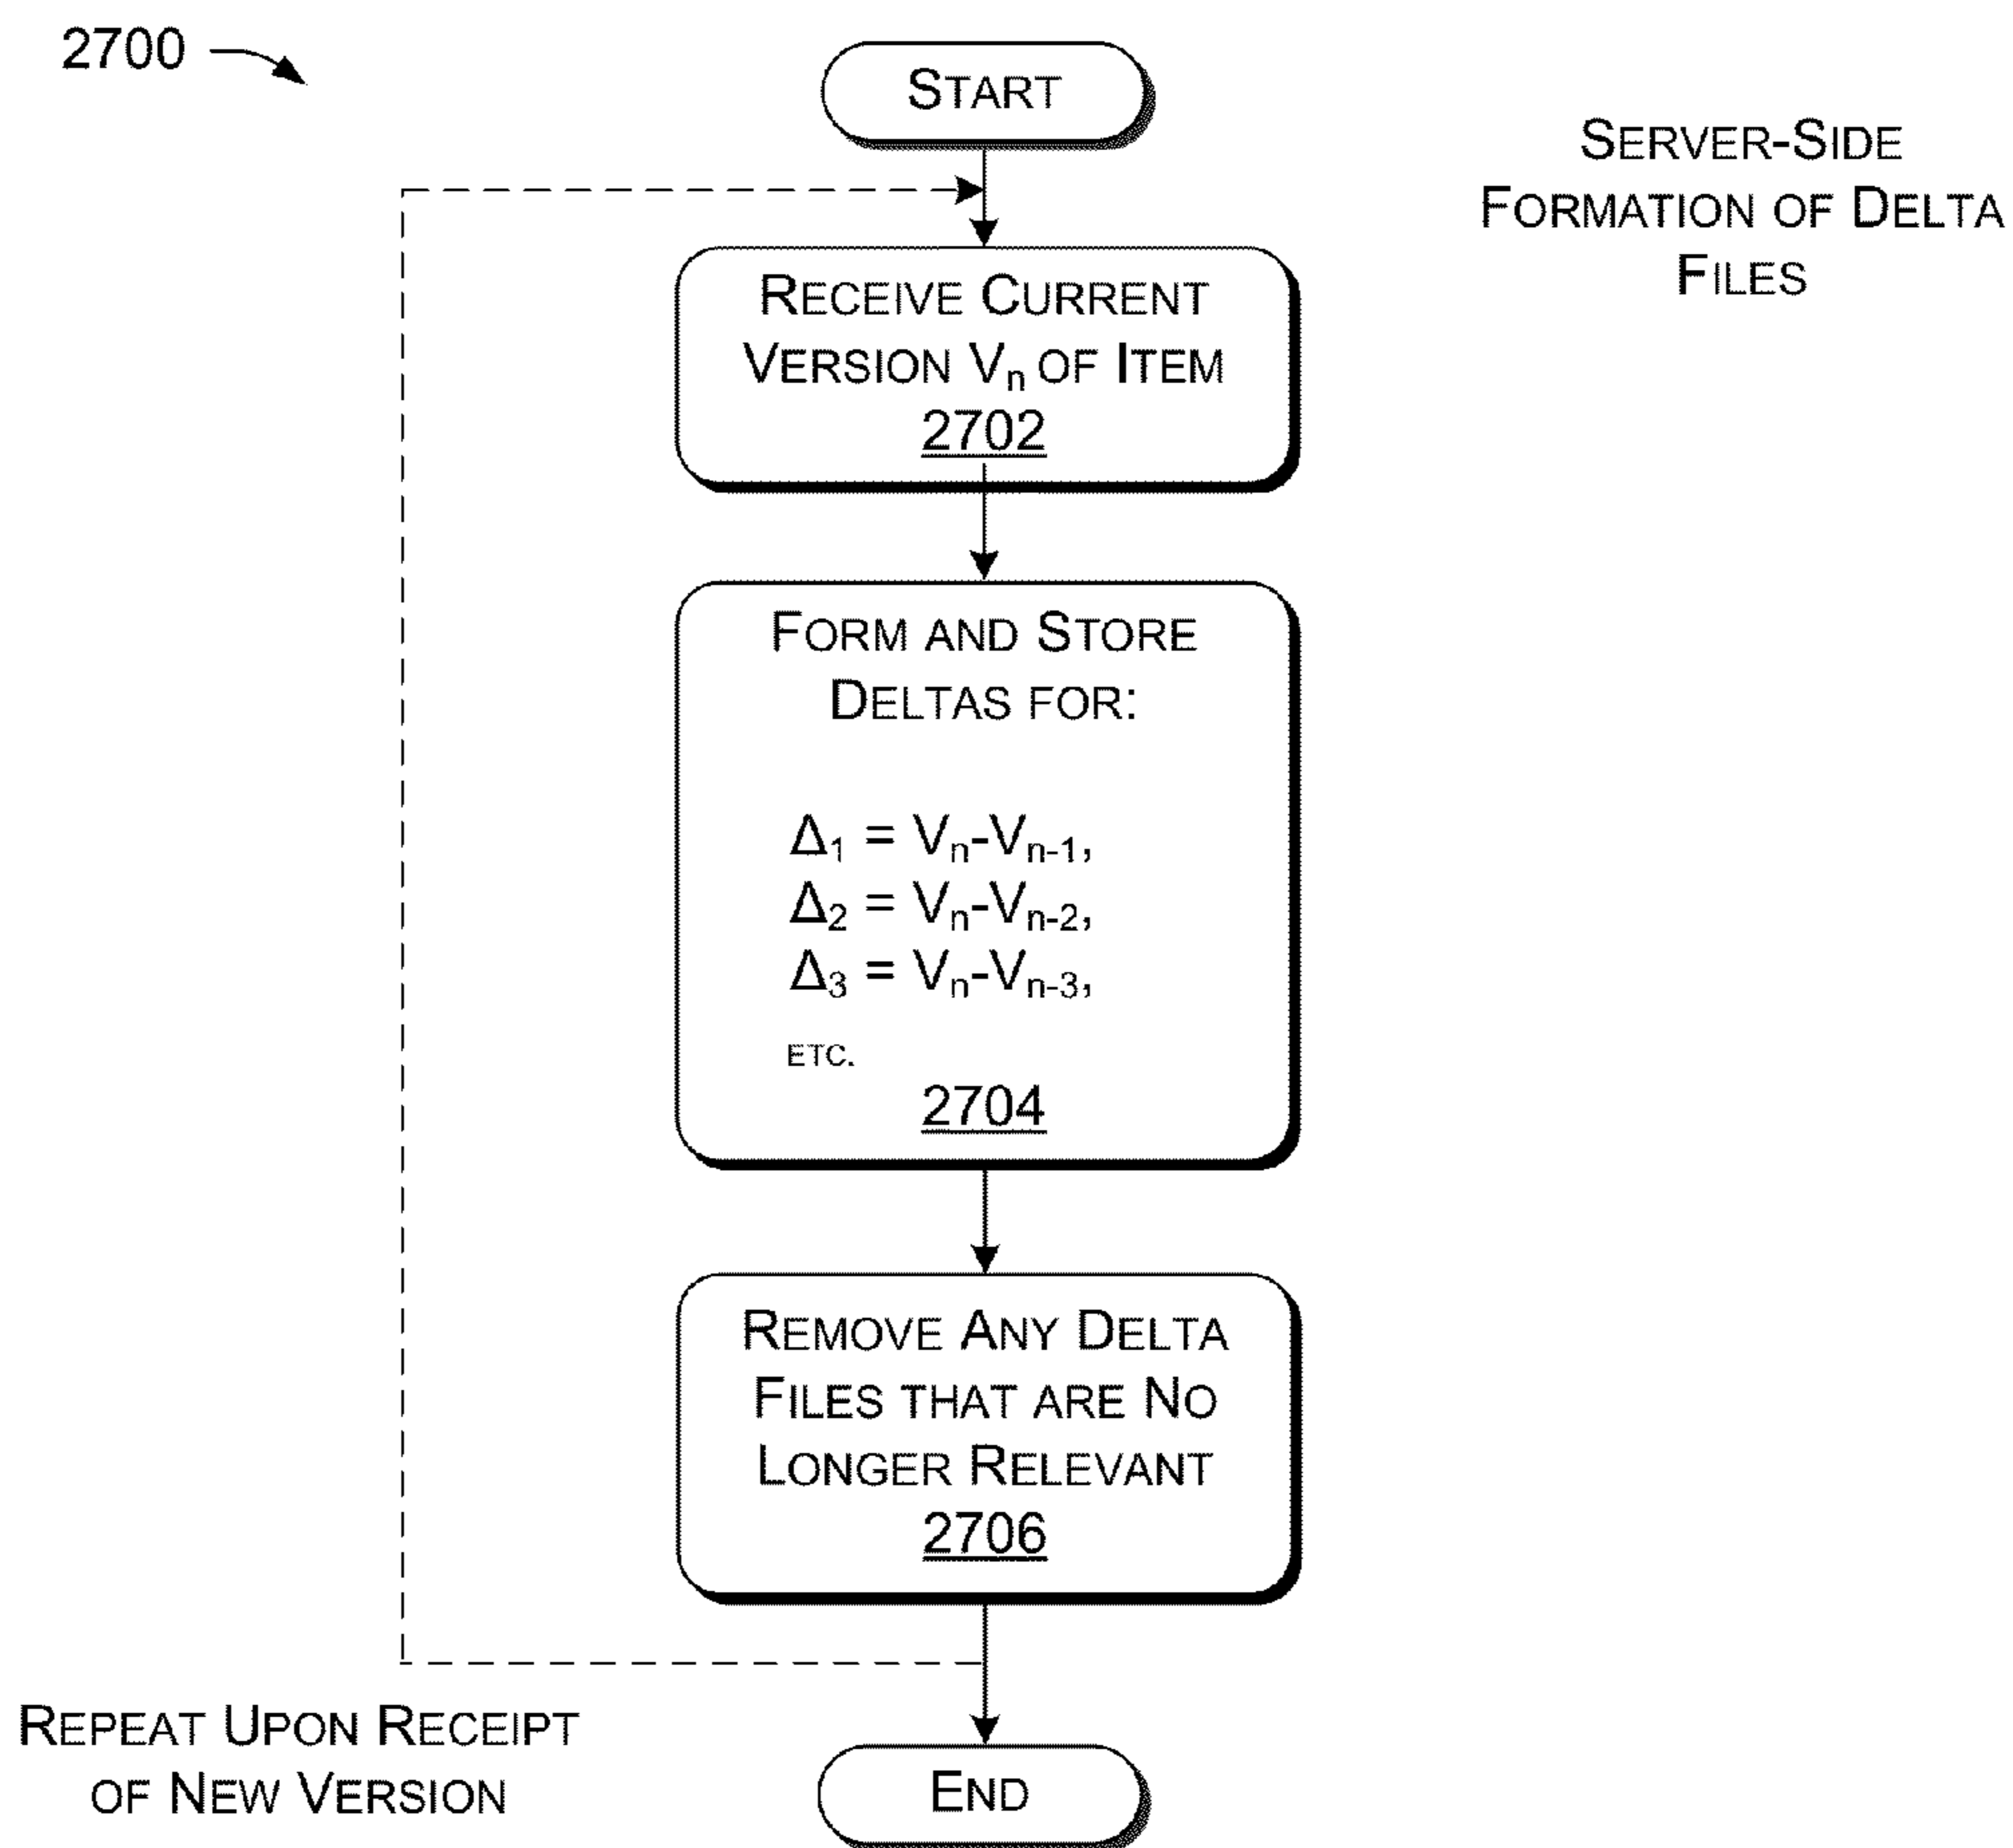 2700
START
SERVER-SIDE
FORMATION OF DELTA
FILES
RECEIVE CURRENT
VERSION Vₙ OF ITEM
2702
FORM AND STORE
DELTAS FOR:
Δ₁ = Vₙ-Vₙ₋₁,
Δ₂ = Vₙ-Vₙ₋₂,
Δ₃ = Vₙ-Vₙ₋₃,
ETC.
2704
REMOVE ANY DELTA
FILES THAT ARE NO
LONGER RELEVANT
2706
REPEAT UPON RECEIPT
OF NEW VERSION
END